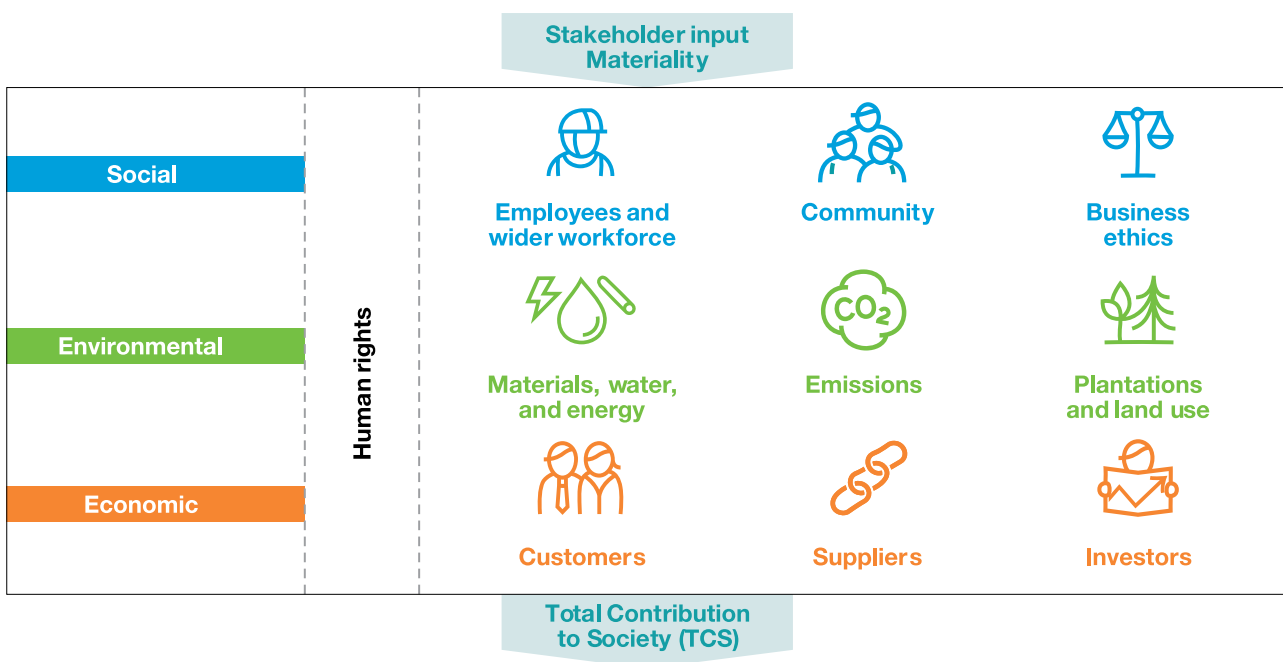 Stakeholder input
Materiality
Social
Human rights
Employees and
wider workforce
Community
Business
ethics
Environmental
CO₂
Materials, water,
and energy
Emissions
Plantations
and land use
Economic
Customers
Suppliers
Investors
Total Contribution
to Society (TCS)